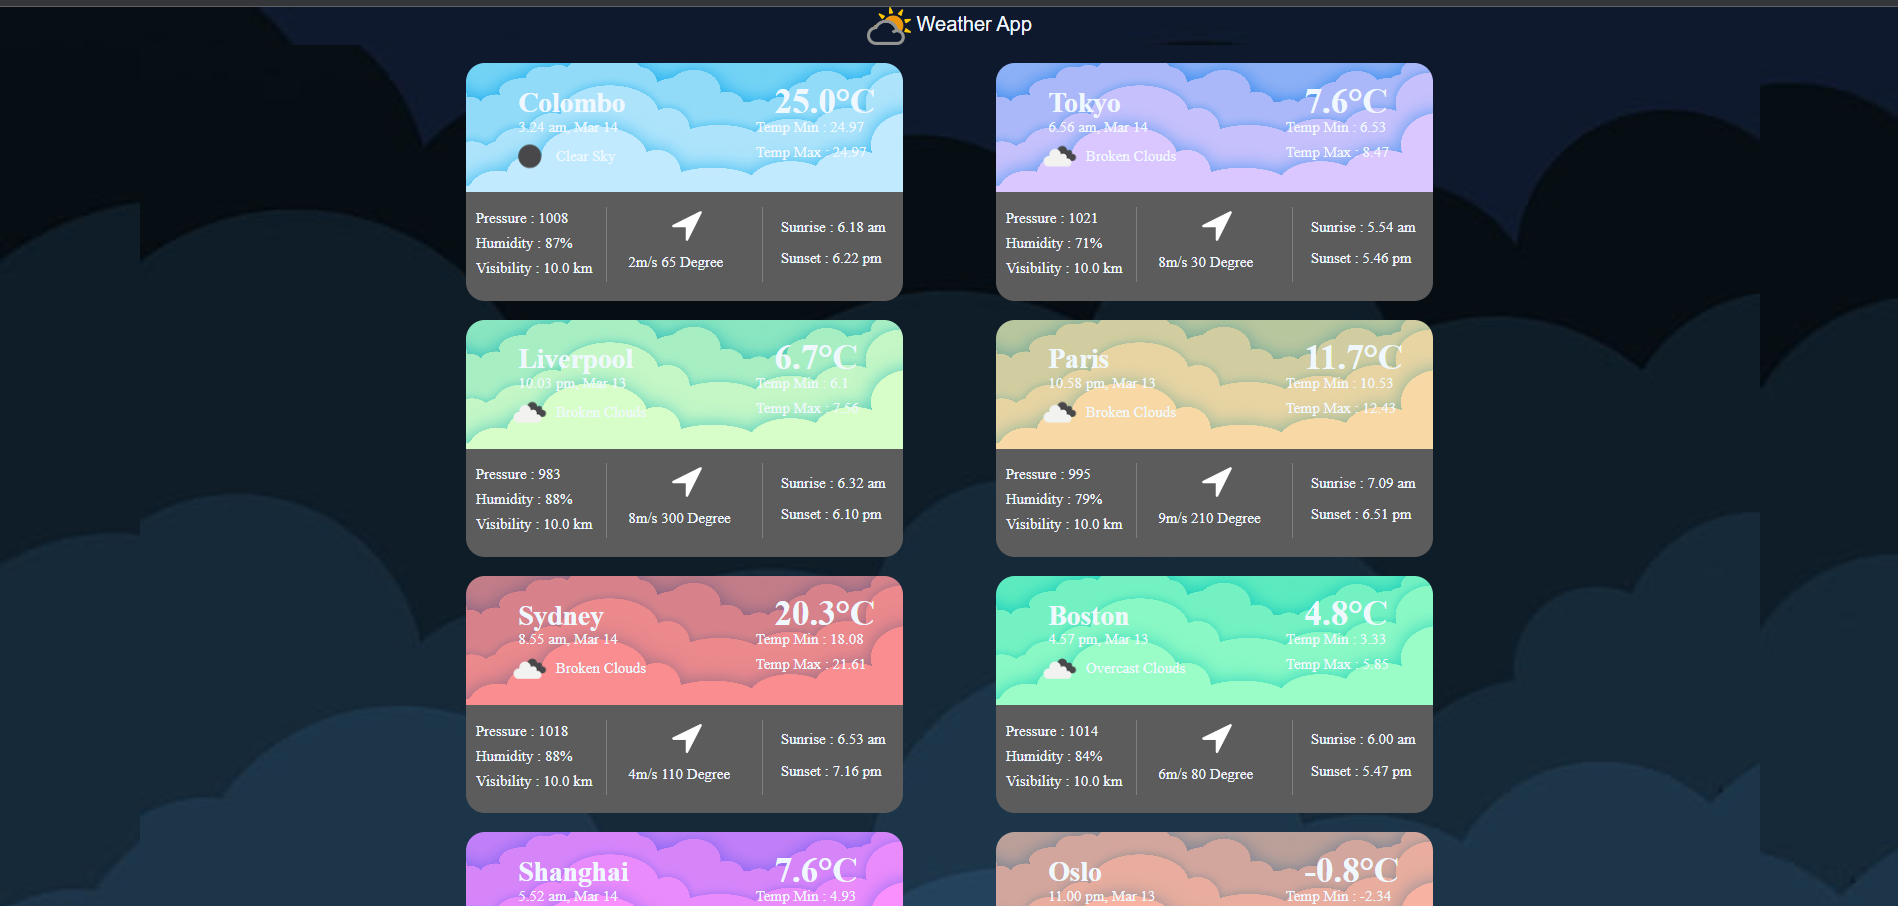 Weather App
Colombo
25.0°C
3.24 am, Mar 14
Temp Min : 24.97
Clear Sky
Temp Max : 24.97
Pressure : 1008
Humidity : 87%
Visibility : 10.0 km
2m/s 65 Degree
Sunrise : 6.18 am
Sunset : 6.22 pm
Tokyo
7.6°C
6.56 am, Mar 14
Temp Min : 6.53
Broken Clouds
Temp Max : 8.47
Pressure : 1021
Humidity : 71%
Visibility : 10.0 km
8m/s 30 Degree
Sunrise : 5.54 am
Sunset : 5.46 pm
Liverpool
6.7°C
10.03 pm, Mar 13
Temp Min : 6.1
Broken Clouds
Temp Max : 7.56
Pressure : 983
Humidity : 88%
Visibility : 10.0 km
8m/s 300 Degree
Sunrise : 6.32 am
Sunset : 6.10 pm
Paris
11.7°C
10.58 pm, Mar 13
Temp Min : 10.53
Broken Clouds
Temp Max : 12.43
Pressure : 995
Humidity : 79%
Visibility : 10.0 km
9m/s 210 Degree
Sunrise : 7.09 am
Sunset : 6.51 pm
Sydney
20.3°C
8.55 am, Mar 14
Temp Min : 18.08
Broken Clouds
Temp Max : 21.61
Pressure : 1018
Humidity : 88%
Visibility : 10.0 km
4m/s 110 Degree
Sunrise : 6.53 am
Sunset : 7.16 pm
Boston
4.8°C
4.57 pm, Mar 13
Temp Min : 3.33
Overcast Clouds
Temp Max : 5.85
Pressure : 1014
Humidity : 84%
Visibility : 10.0 km
6m/s 80 Degree
Sunrise : 6.00 am
Sunset : 5.47 pm
Shanghai
7.6°C
5.52 am, Mar 14
Temp Min : 4.93
Oslo
-0.8°C
11.00 pm, Mar 13
Temp Min : -2.34